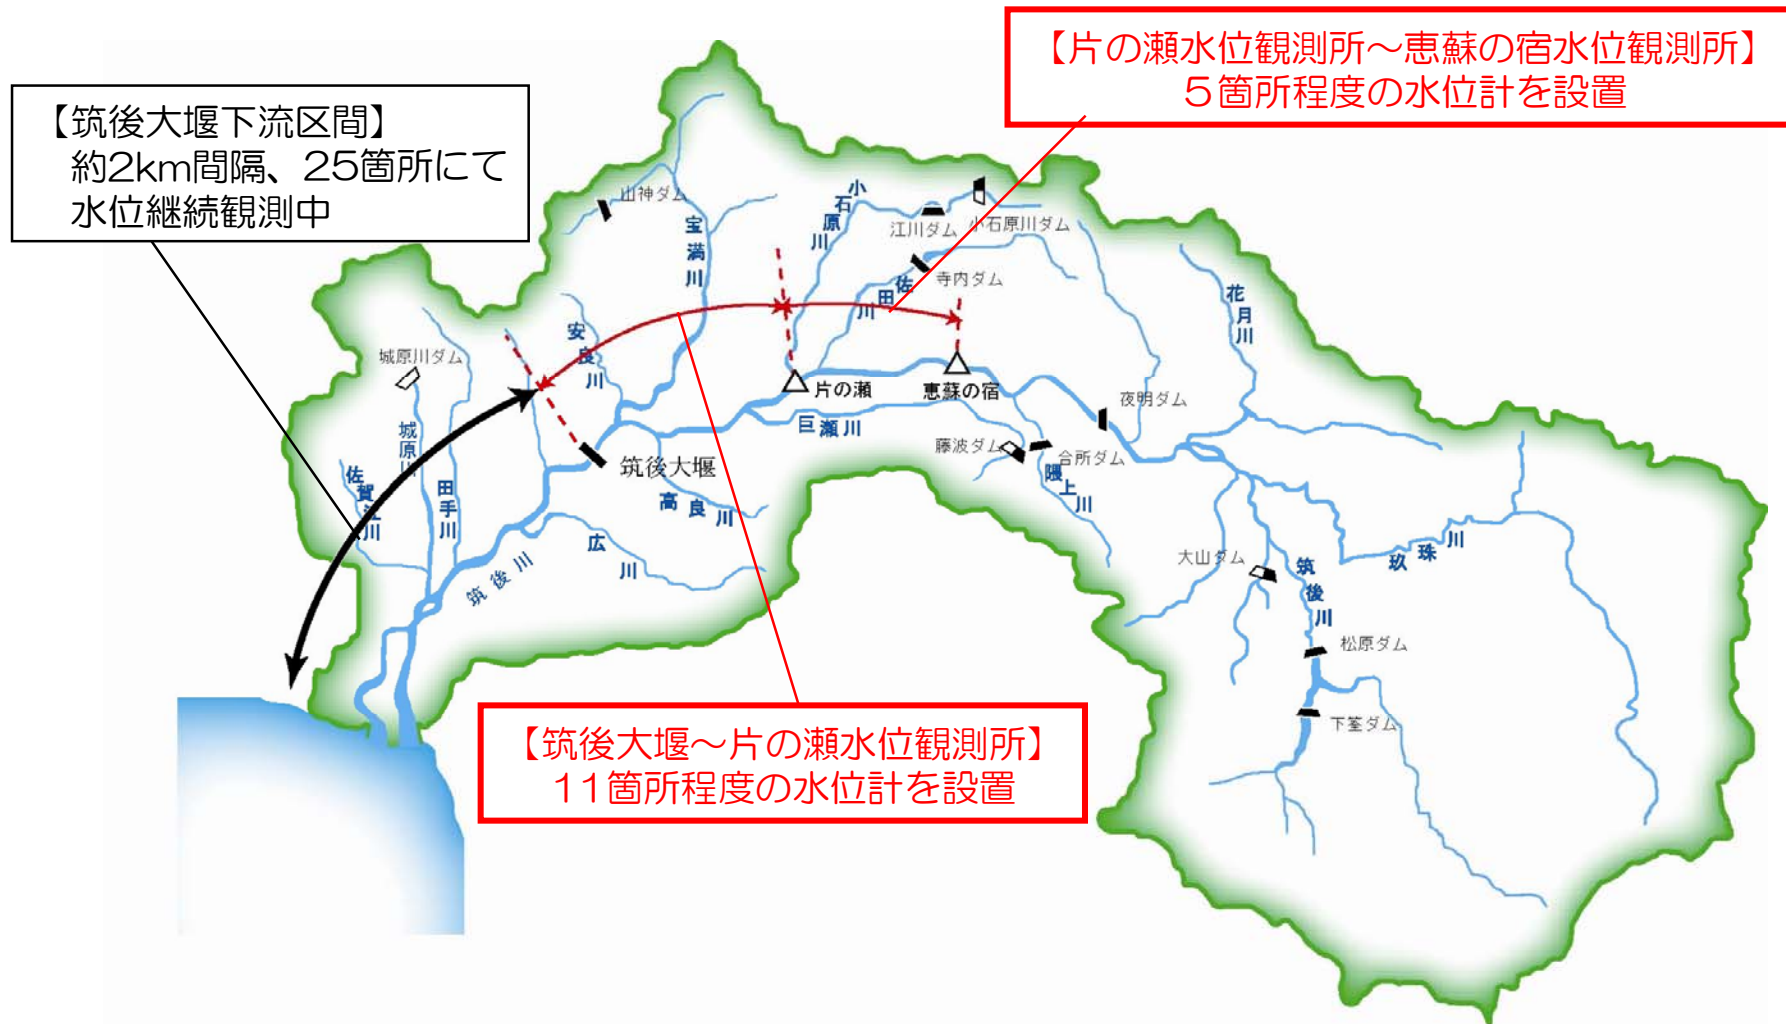 【片の瀬水位観測所～恵蘇の宿水位観測所】
５箇所程度の水位計を設置
【筑後大堰下流区間】
約2km間隔、25箇所にて
水位継続観測中
山神ダム
宝満川
小石原川
江川ダム
小石原川ダム
寺内ダム
佐田川
花月川
安良川
城原川ダム
城原川
片の瀬
恵蘇の宿
夜明ダム
巨瀬川
藤波ダム
合所ダム
隈上川
筑後大堰
佐賀江川
田手川
高良川
広川
筑後川
大山ダム
筑後川
玖珠川
松原ダム
下筌ダム
【筑後大堰～片の瀬水位観測所】
11箇所程度の水位計を設置